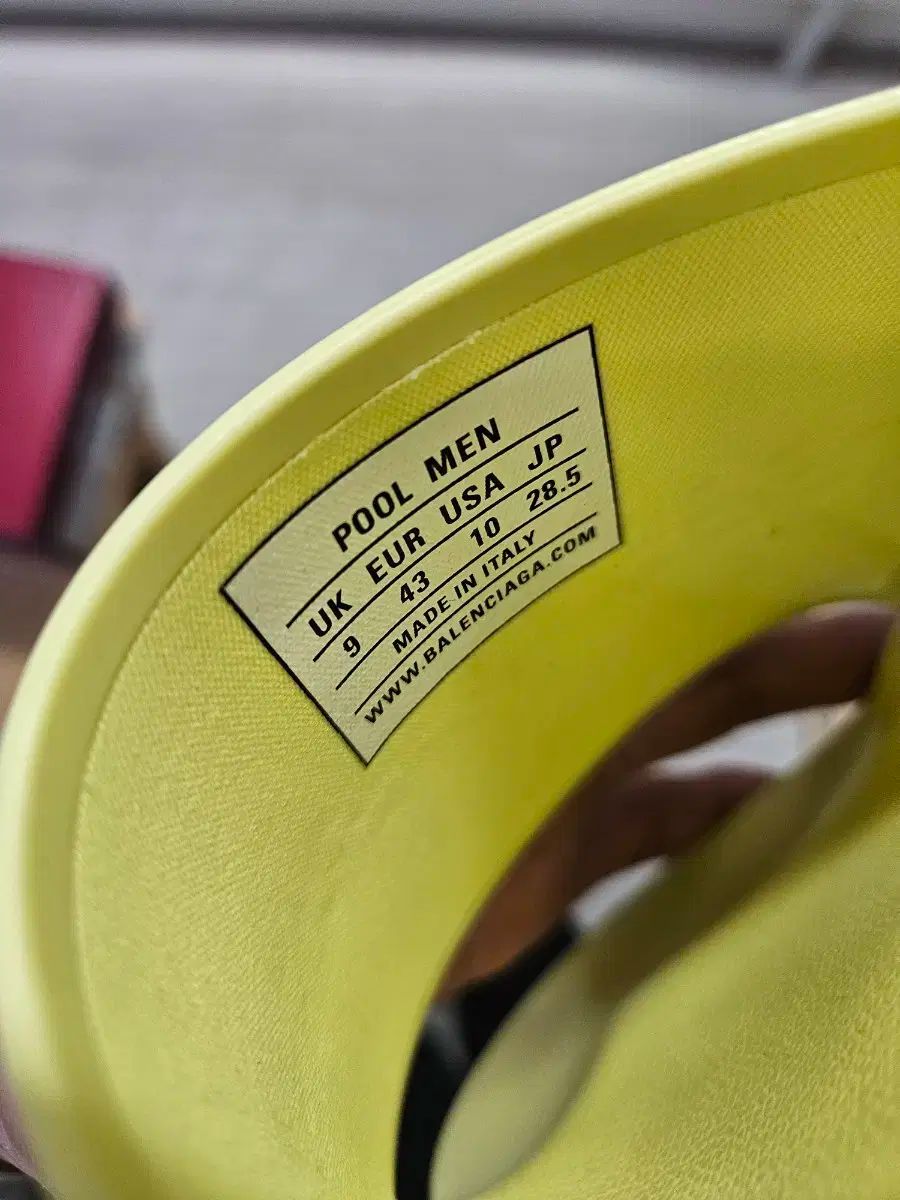 POOL MEN
UK EUR USA JP
9 43 10 28.5
MADE IN ITALY
WWW.BALENCIAGA.COM